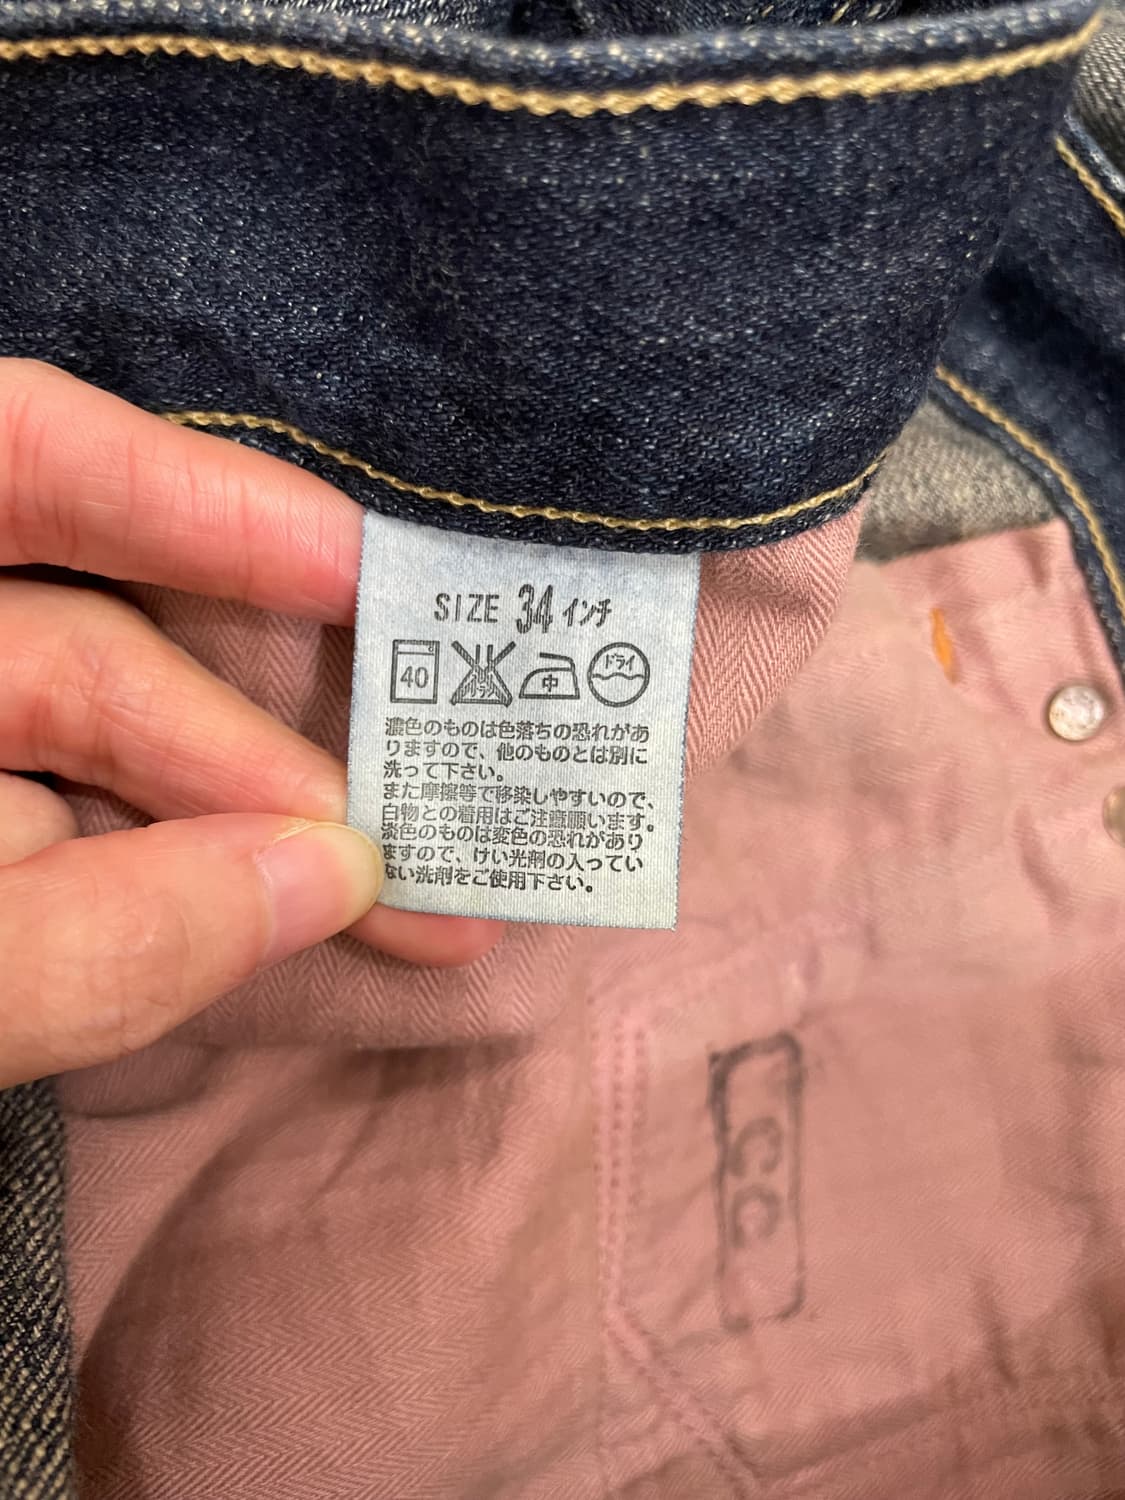 SIZE 34 インチ
40 中 ドライ
濃色のものは色落ちの恐れがあ
りますので、他のものとは別に
洗って下さい。
また摩擦等で移染しやすいので、
白物との着用はご注意願います。
淡色のものは変色の恐れがあり
ますので、けい光剤の入ってい
ない洗剤をご使用下さい。
CC